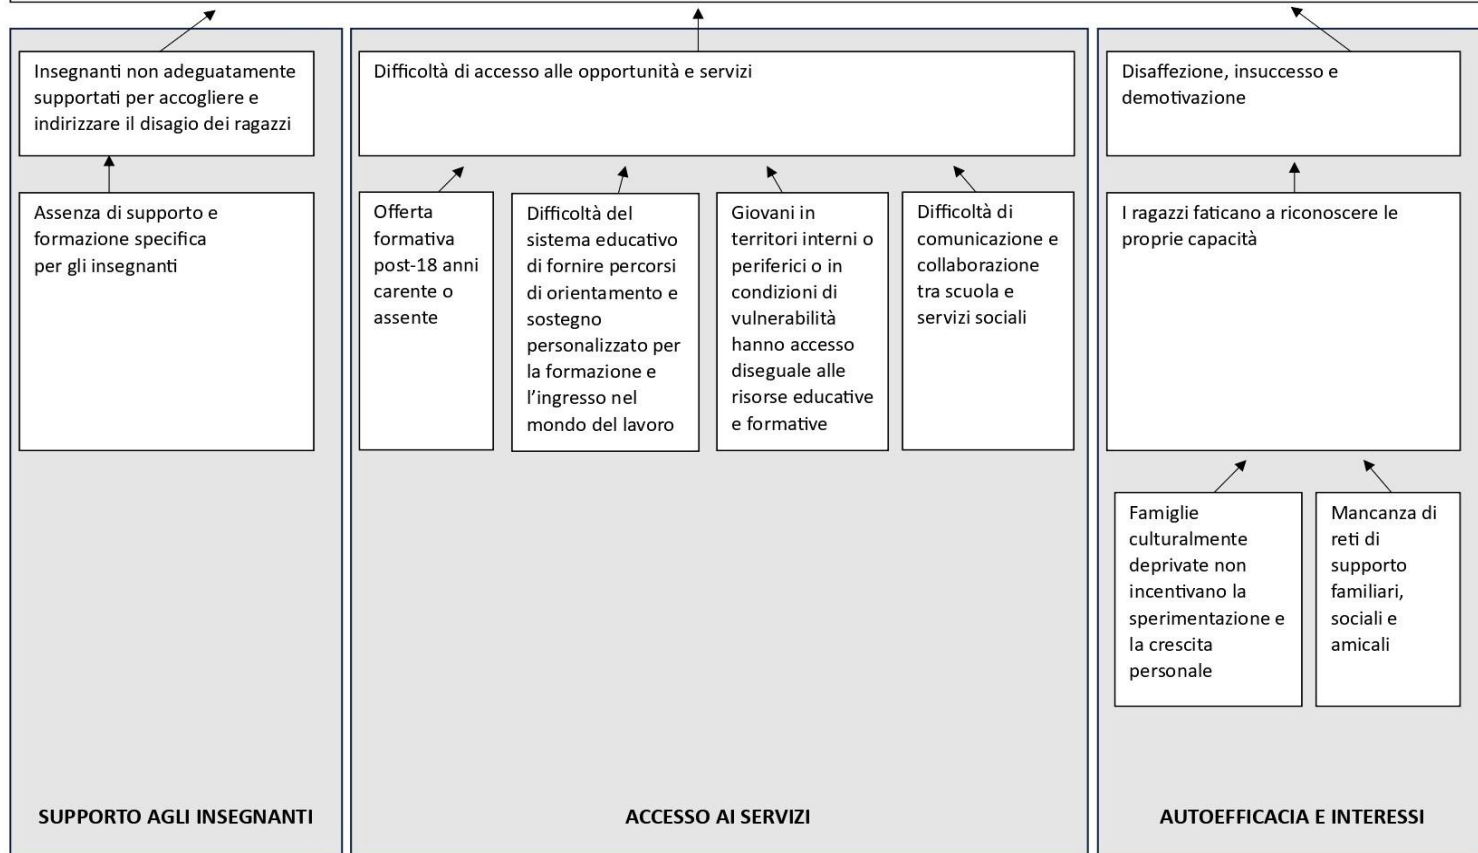 Insegnanti non adeguatamente
supportati per accogliere e
indirizzare il disagio dei ragazzi
Assenza di supporto e
formazione specifica
per gli insegnanti
SUPPORTO AGLI INSEGNANTI
Difficoltà di accesso alle opportunità e servizi
Offerta
formativa
post-18 anni
carente o
assente
Difficoltà del
sistema educativo
di fornire percorsi
di orientamento e
sostegno
personalizzato per
la formazione e
l’ingresso nel
mondo del lavoro
Giovani in
territori interni o
periferici o in
condizioni di
vulnerabilità
hanno accesso
diseguale alle
risorse educative
e formative
Difficoltà di
comunicazione e
collaborazione
tra scuola e
servizi sociali
ACCESSO AI SERVIZI
Disaffezione, insuccesso e
demotivazione
I ragazzi faticano a riconoscere le
proprie capacità
Famiglie
culturalmente
deprivate non
incentivano la
sperimentazione e
la crescita
personale
Mancanza di
reti di
supporto
familiari,
sociali e
amicali
AUTOEFFICACIA E INTERESSI